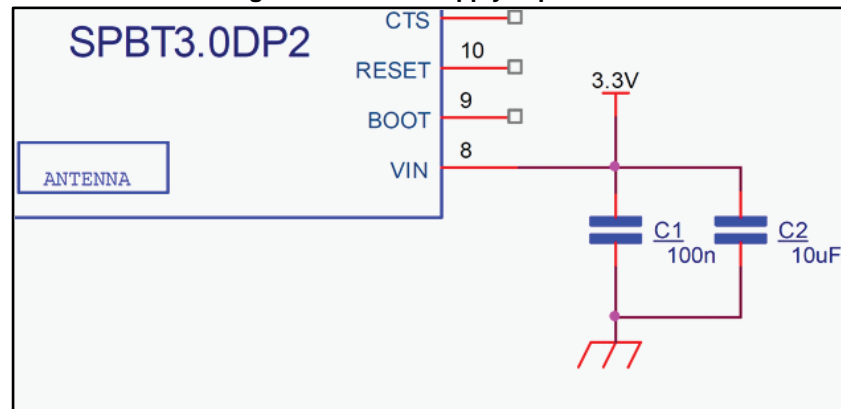 SPBT3.0DP2
CTS
RESET
10
BOOT
9
VIN
8
ANTENNA
3.3V
C1
100n
C2
10uF